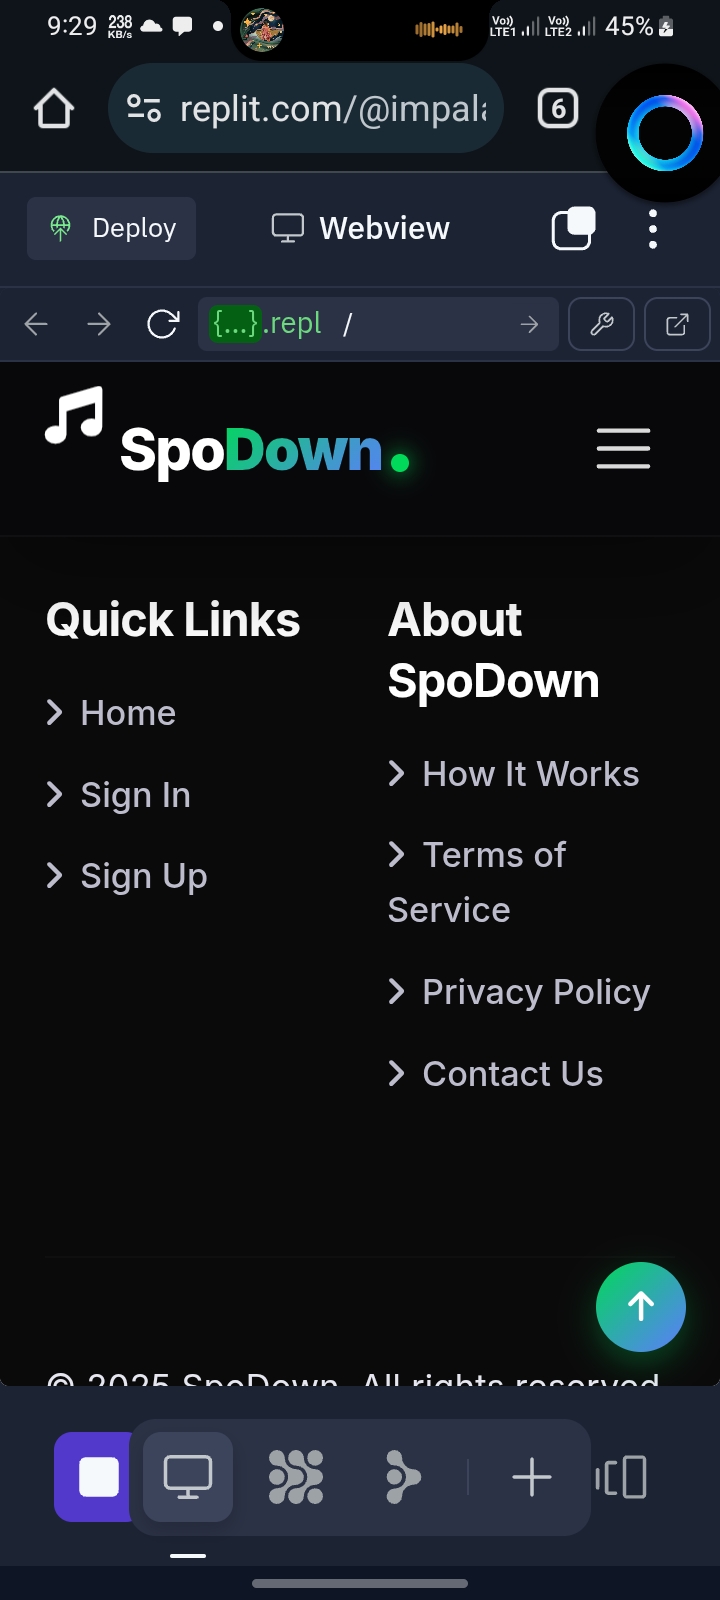 9:29 238 KB/s Vo)) LTE1 Vo)) LTE2 45%
replit.com/@impala 6
Deploy Webview
{...}.repl /
SpoDown.
Quick Links
Home
Sign In
Sign Up
About
SpoDown
How It Works
Terms of
Service
Privacy Policy
Contact Us
© 2025 SpoDown. All rights reserved